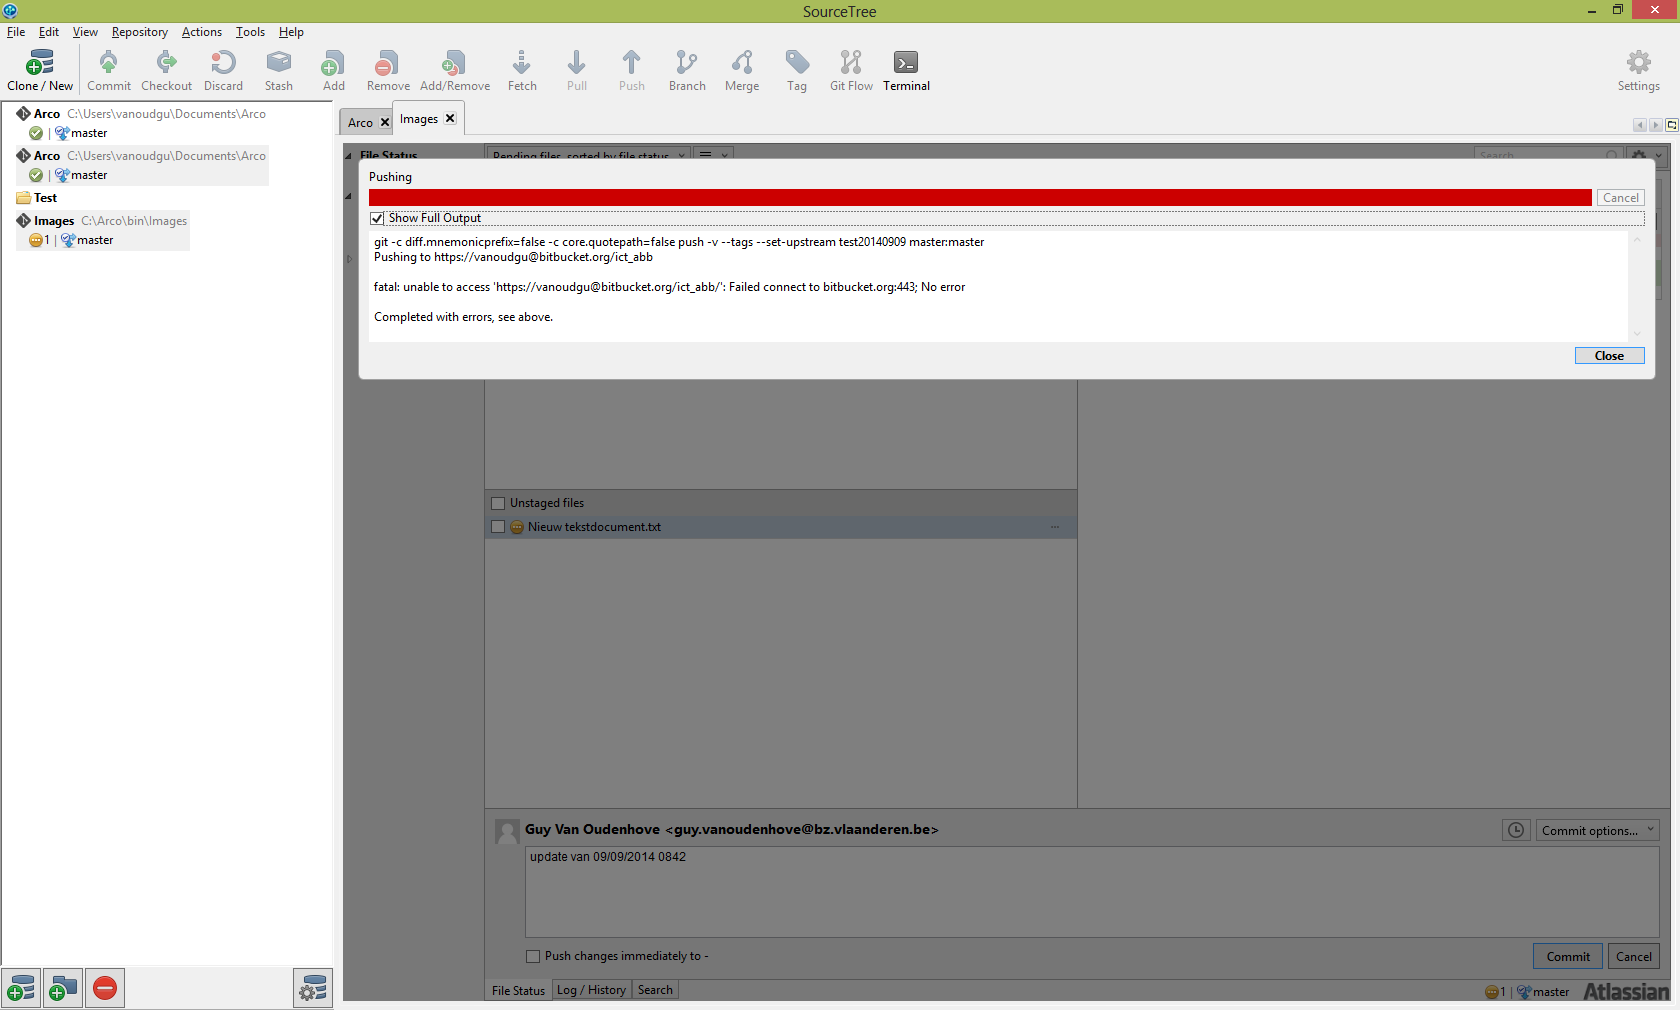 SourceTree
File Edit View Repository Actions Tools Help
Clone / New Commit Checkout Discard Stash Add Remove Add/Remove Fetch Pull Push Branch Merge Tag Git Flow Terminal Settings
Arco C:\Users\vanoudgu\Documents\Arco
master
Arco C:\Users\vanoudgu\Documents\Arco
master
Test
Images C:\Arco\bin\Images
1 master
Arco Images
File Status Pending files, sorted by file status Search
Pushing
Cancel
Show Full Output
git -c diff.mnemonicprefix=false -c core.quotepath=false push -v --tags --set-upstream test20140909 master:master
Pushing to https://vanoudgu@bitbucket.org/ict_abb
fatal: unable to access 'https://vanoudgu@bitbucket.org/ict_abb/': Failed connect to bitbucket.org:443; No error
Completed with errors, see above.
Close
Unstaged files
Nieuw tekstdocument.txt
Guy Van Oudenhove <guy.vanoudenhove@bz.vlaanderen.be>
Commit options...
update van 09/09/2014 0842
Push changes immediately to -
Commit Cancel
File Status Log / History Search
1 master Atlassian